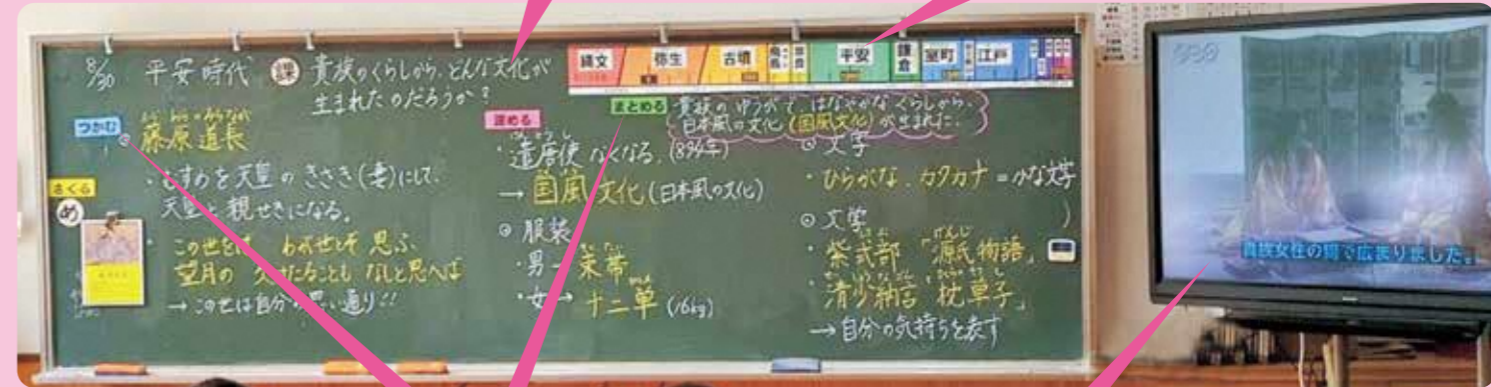 8/30 平安時代 課 貴族のくらしから、どんな文化が
生まれたのだろうか?
縄文 弥生 古墳 飛鳥 奈良 平安 鎌倉 室町 江戸
つかむ
ふじ わらの みち なが
◎藤原道長
・むすめを天皇のきさき(妻)にして、
天皇と親せきになる。
さぐる
め
・この世をば わが世とぞ 思ふ
望月の 欠けたることも なしと思へば
→この世は自分の思い通り!!
深める
・遣唐使 なくなる。(894年)
→国風文化(日本風の文化)
◎服装
・男→束帯
・女→十二単(16kg)
まとめる
貴族のゆうがで、はなやかなくらしから、
日本風の文化(国風文化)が生まれた。
◎文字
・ひらがな、カタカナ=かな文字
◎文学
・紫式部「源氏物語」
・清少納言「枕草子」
→自分の気持ちを表す
貴族女性の間で広まりました。